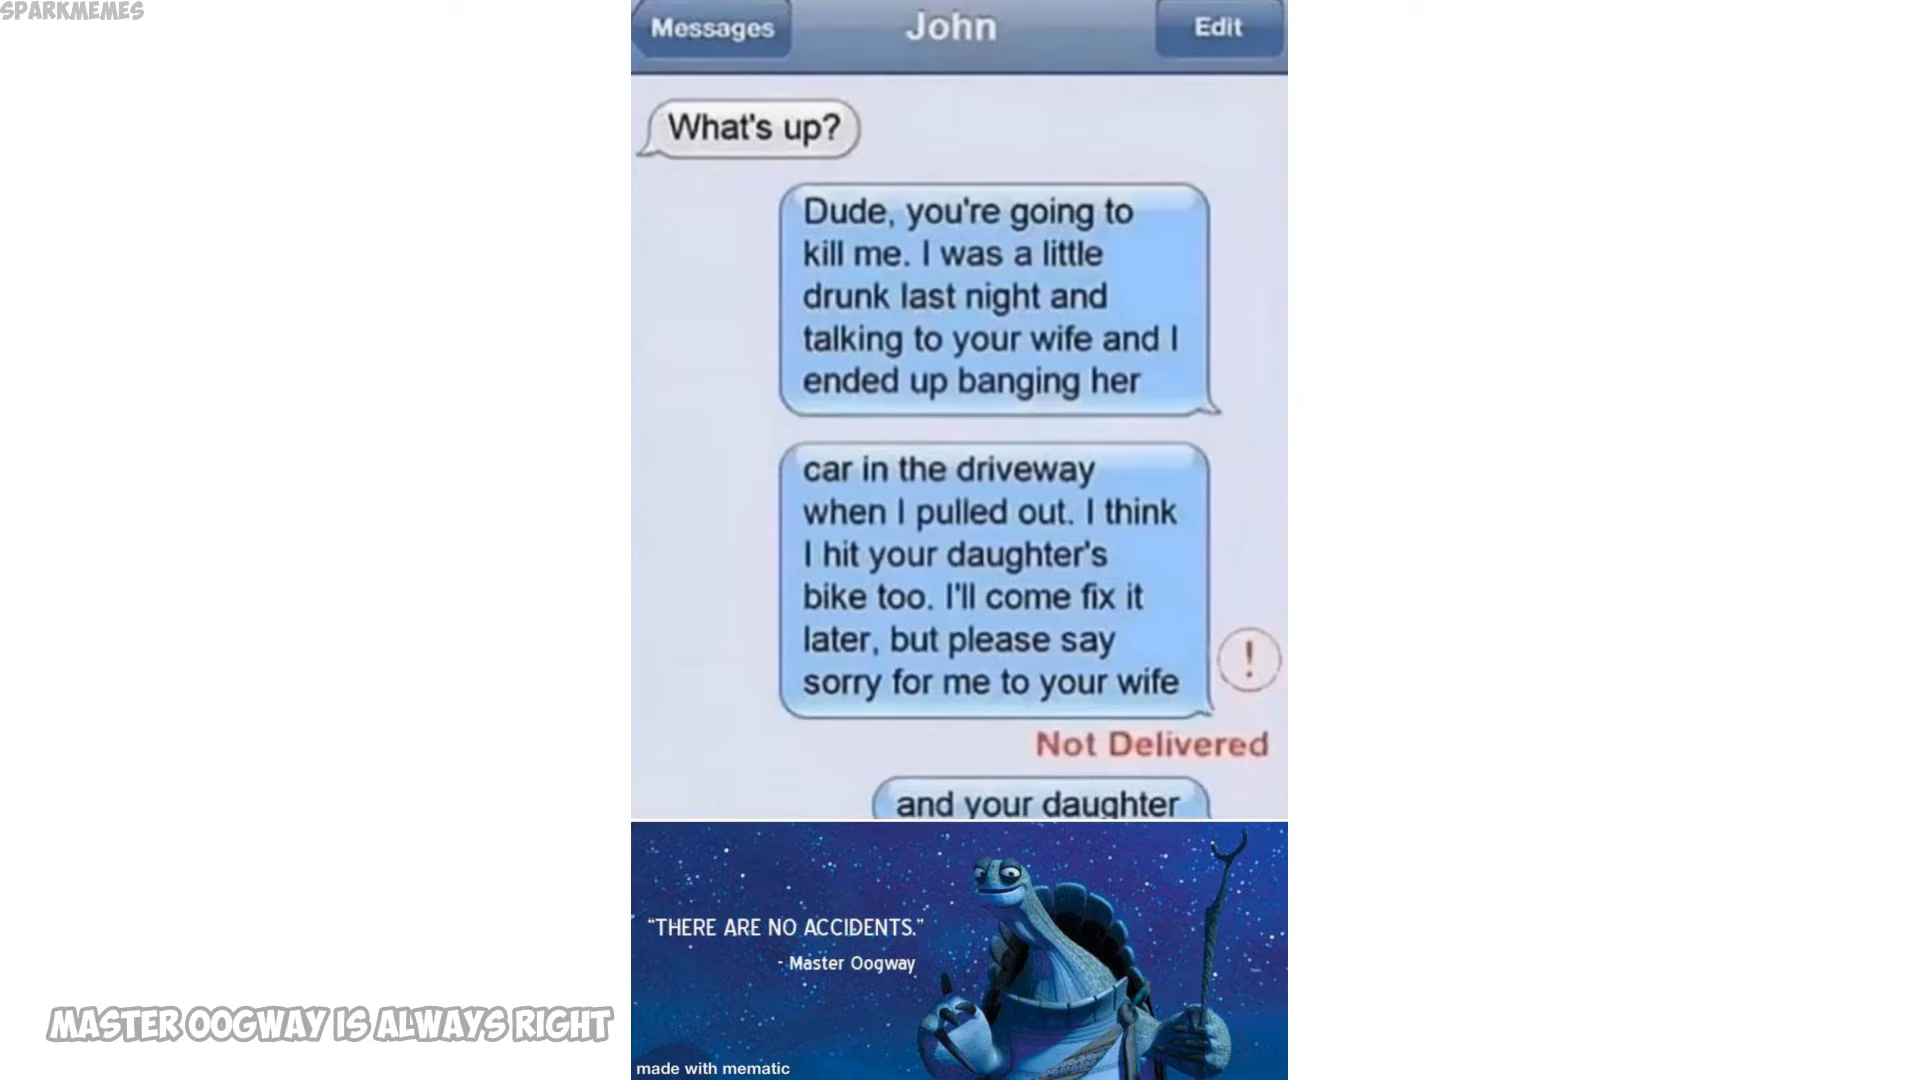 SPARKMEMES
Messages
John
Edit
What's up?
Dude, you're going to
kill me. I was a little
drunk last night and
talking to your wife and I
ended up banging her
car in the driveway
when I pulled out. I think
I hit your daughter's
bike too. I'll come fix it
later, but please say
sorry for me to your wife
!
Not Delivered
and your daughter
“THERE ARE NO ACCIDENTS.”
- Master Oogway
MASTER OOGWAY IS ALWAYS RIGHT
made with mematic